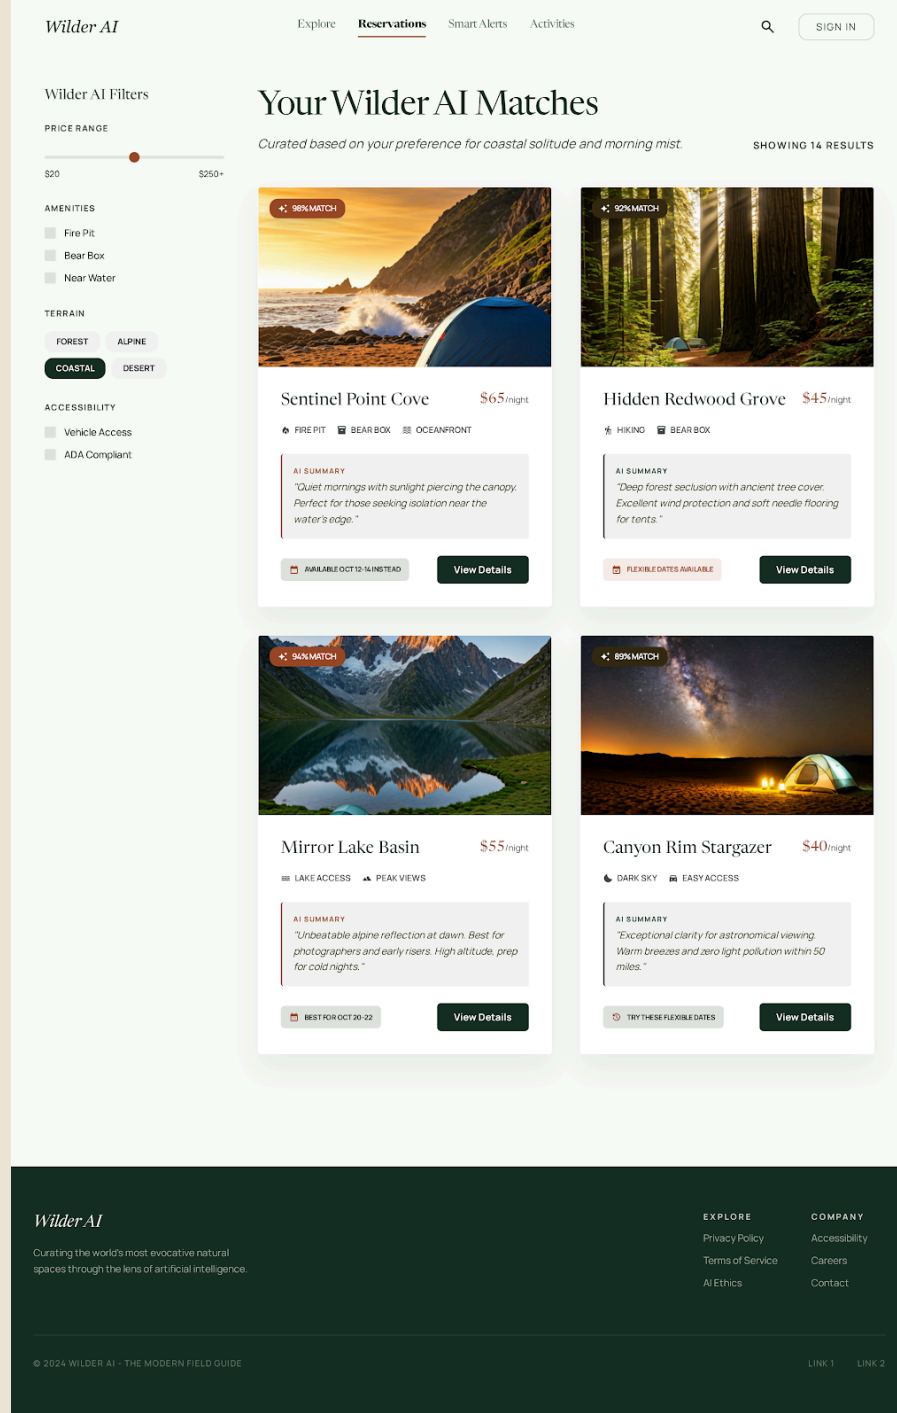 Wilder AI
Explore
Reservations
Smart Alerts
Activities
SIGN IN
Wilder AI Filters
PRICE RANGE
$20
$250+
AMENITIES
Fire Pit
Bear Box
Near Water
TERRAIN
FOREST
ALPINE
COASTAL
DESERT
ACCESSIBILITY
Vehicle Access
ADA Compliant
Your Wilder AI Matches
Curated based on your preference for coastal solitude and morning mist.
SHOWING 14 RESULTS
98% MATCH
Sentinel Point Cove
$65/night
FIRE PIT
BEAR BOX
OCEANFRONT
AI SUMMARY
"Quiet mornings with sunlight piercing the canopy.
Perfect for those seeking isolation near the
water's edge."
AVAILABLE OCT 12-14 INSTEAD
View Details
92% MATCH
Hidden Redwood Grove
$45/night
HIKING
BEAR BOX
AI SUMMARY
"Deep forest seclusion with ancient tree cover.
Excellent wind protection and soft needle flooring
for tents."
FLEXIBLE DATES AVAILABLE
View Details
94% MATCH
Mirror Lake Basin
$55/night
LAKE ACCESS
PEAK VIEWS
AI SUMMARY
"Unbeatable alpine reflection at dawn. Best for
photographers and early risers. High altitude, prep
for cold nights."
BEST FOR OCT 20-22
View Details
89% MATCH
Canyon Rim Stargazer
$40/night
DARK SKY
EASY ACCESS
AI SUMMARY
"Exceptional clarity for astronomical viewing.
Warm breezes and zero light pollution within 50
miles."
TRY THESE FLEXIBLE DATES
View Details
Wilder AI
Curating the world's most evocative natural
spaces through the lens of artificial intelligence.
EXPLORE
Privacy Policy
Terms of Service
AI Ethics
COMPANY
Accessibility
Careers
Contact
© 2024 WILDER AI - THE MODERN FIELD GUIDE
LINK 1
LINK 2